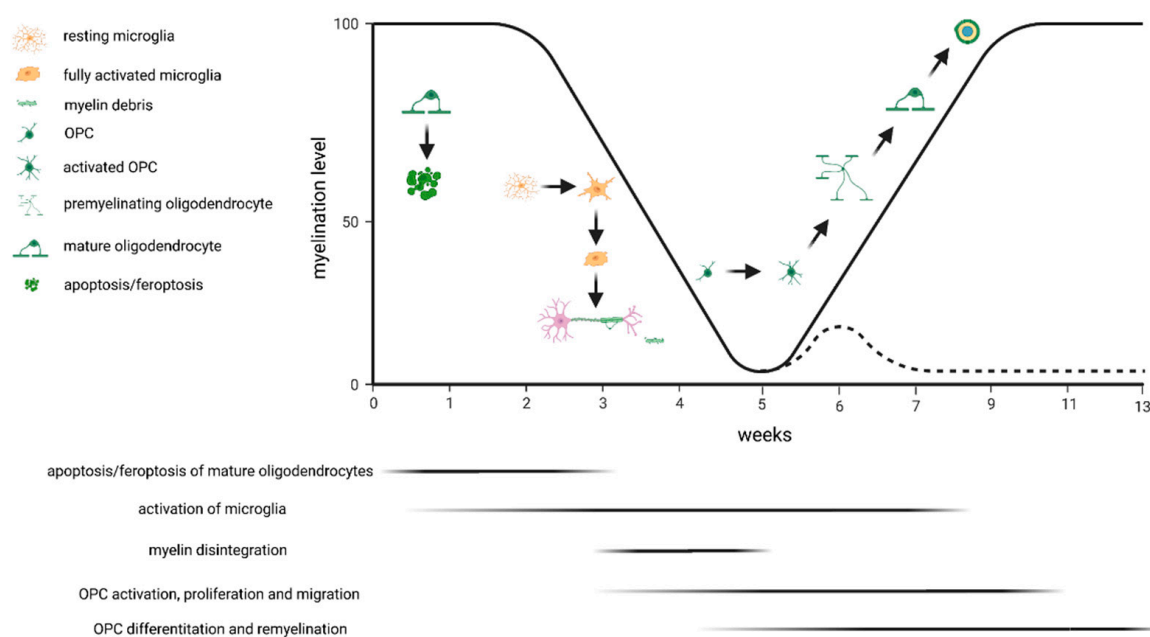 resting microglia
fully activated microglia
myelin debris
OPC
activated OPC
premyelinating oligodendrocyte
mature oligodendrocyte
apoptosis/feroptosis
myelination level
100
50
0
0 1 2 3 4 5 6 7 9 11 13
weeks
apoptosis/feroptosis of mature oligodendrocytes
activation of microglia
myelin disintegration
OPC activation, proliferation and migration
OPC differentitation and remyelination